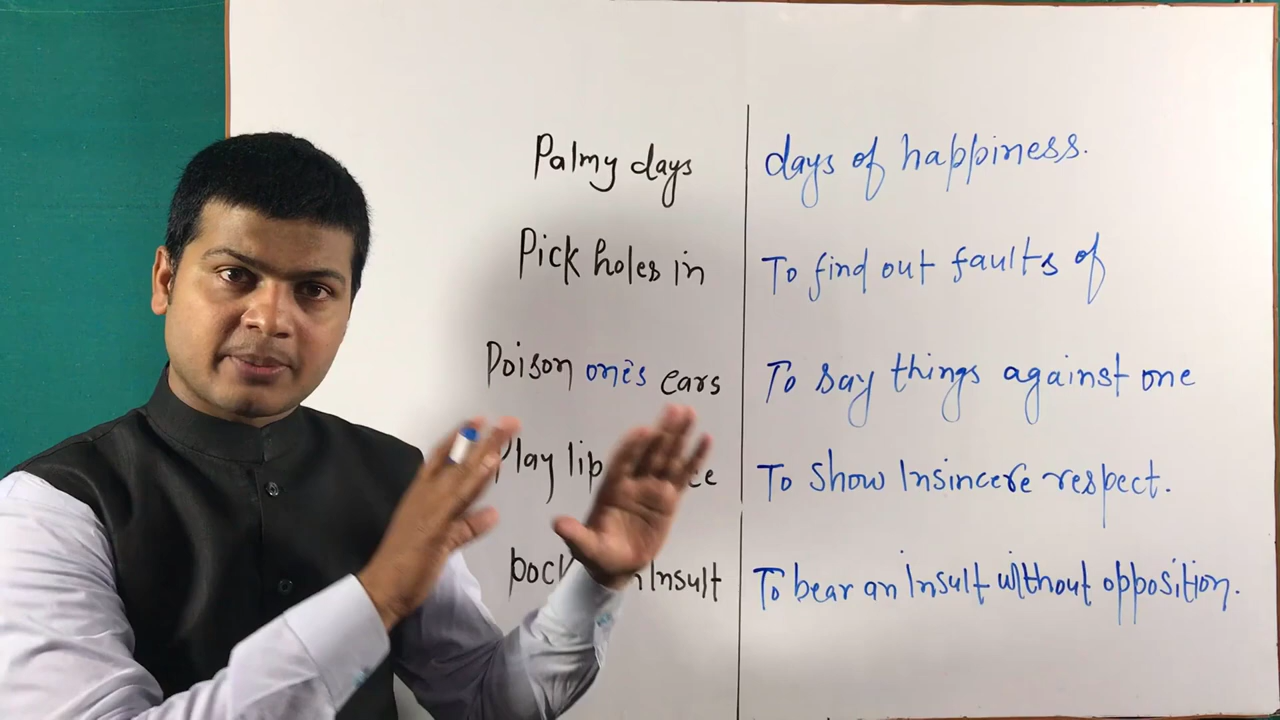 Palmy days days of happiness.
Pick holes in To find out faults of
Poison one's ears To say things against one
Play lip To show Insincere respect.
Insult To bear an Insult without opposition.